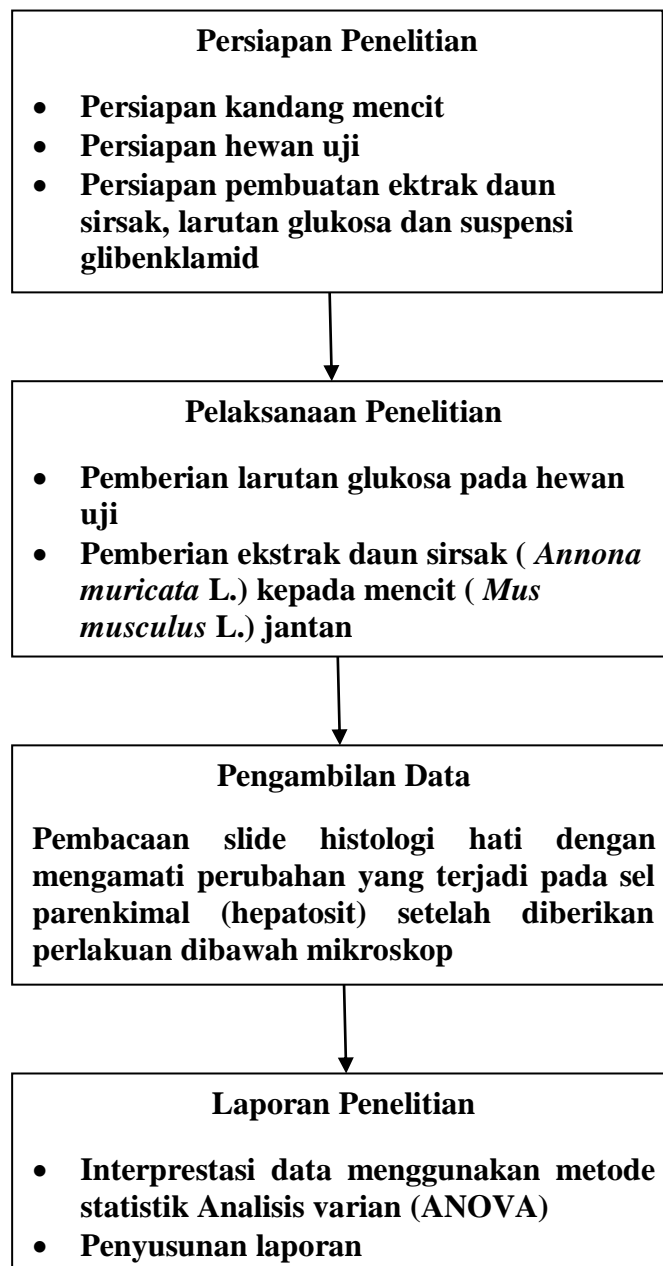 Persiapan Penelitian
• Persiapan kandang mencit
• Persiapan hewan uji
• Persiapan pembuatan ektrak daun
sirsak, larutan glukosa dan suspensi
glibenklamid
Pelaksanaan Penelitian
• Pemberian larutan glukosa pada hewan
uji
• Pemberian ekstrak daun sirsak ( Annona
muricata L.) kepada mencit ( Mus
musculus L.) jantan
Pengambilan Data
Pembacaan slide histologi hati dengan
mengamati perubahan yang terjadi pada sel
parenkimal (hepatosit) setelah diberikan
perlakuan dibawah mikroskop
Laporan Penelitian
• Interprestasi data menggunakan metode
statistik Analisis varian (ANOVA)
• Penyusunan laporan